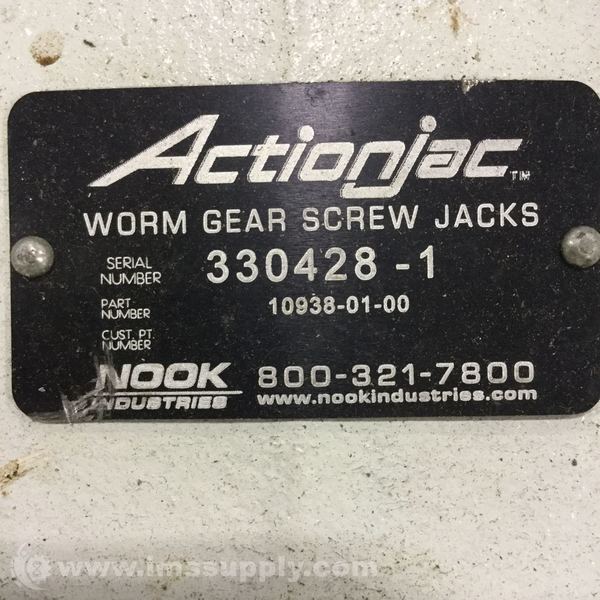 Actionjac TM
WORM GEAR SCREW JACKS
SERIAL NUMBER 330428 -1
PART NUMBER 10938-01-00
CUST. PT. NUMBER
NOOK INDUSTRIES 800-321-7800
www.nookindustries.com
www.imssupply.com